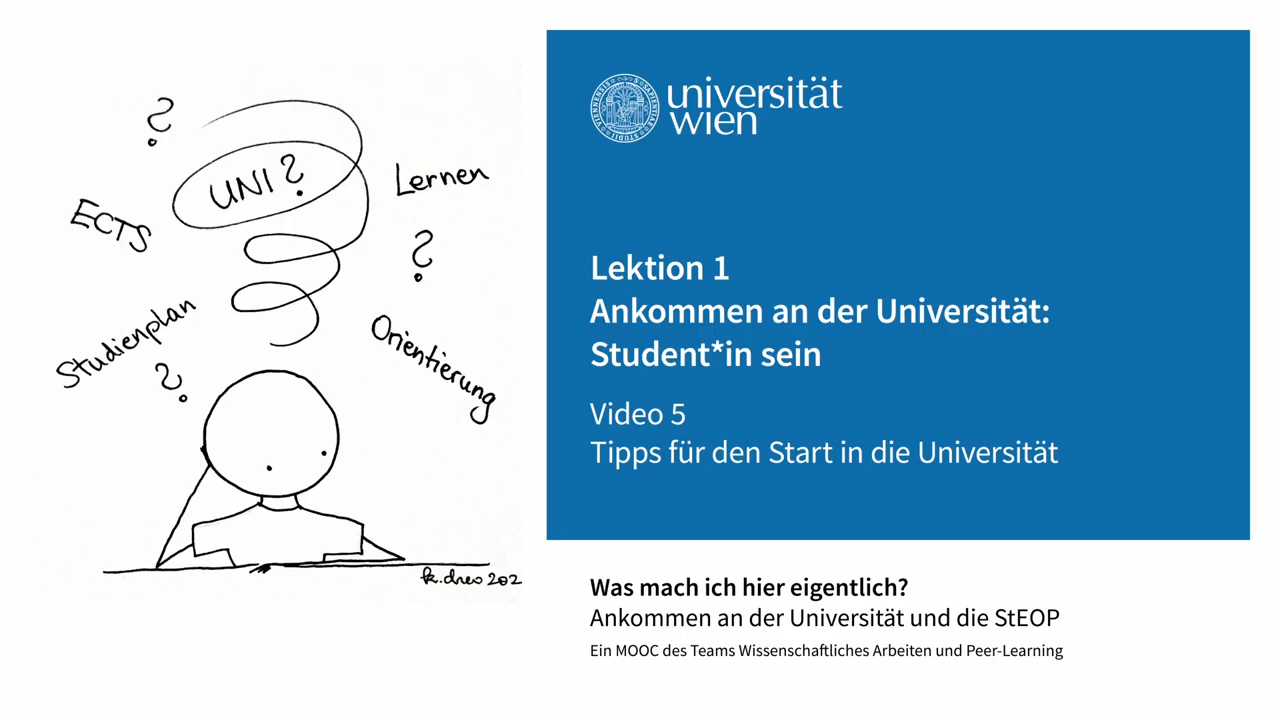 ?
UNI?
Lernen
ECTS
?
Studienplan
Orientierung
?
k.dreo 202
universität
wien
Lektion 1
Ankommen an der Universität:
Student*in sein
Video 5
Tipps für den Start in die Universität
Was mach ich hier eigentlich?
Ankommen an der Universität und die StEOP
Ein MOOC des Teams Wissenschaftliches Arbeiten und Peer-Learning